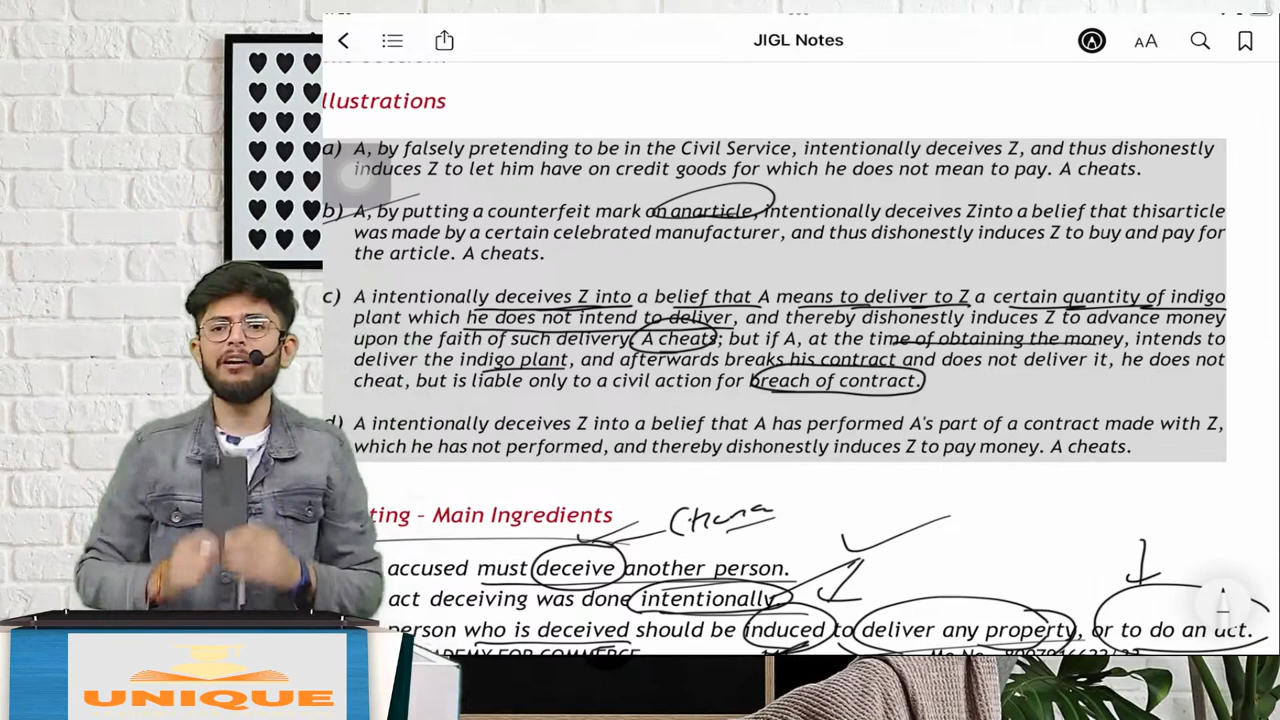 JIGL Notes
AA
llustrations
a) A, by falsely pretending to be in the Civil Service, intentionally deceives Z, and thus dishonestly
induces Z to let him have on credit goods for which he does not mean to pay. A cheats.
b) A, by putting a counterfeit mark on anarticle, intentionally deceives Zinto a belief that thisarticle
was made by a certain celebrated manufacturer, and thus dishonestly induces Z to buy and pay for
the article. A cheats.
c) A intentionally deceives Z into a belief that A means to deliver to Z a certain quantity of indigo
plant which he does not intend to deliver, and thereby dishonestly induces Z to advance money
upon the faith of such delivery. A cheats; but if A, at the time of obtaining the money, intends to
deliver the indigo plant, and afterwards breaks his contract and does not deliver it, he does not
cheat, but is liable only to a civil action for breach of contract.
d) A intentionally deceives Z into a belief that A has performed A's part of a contract made with Z,
which he has not performed, and thereby dishonestly induces Z to pay money. A cheats.
ting - Main Ingredients
accused must deceive another person.
act deceiving was done intentionally
person who is deceived should be induced to deliver any property, or to do an act.
ADEMY FOR COMMERCE
UNIQUE